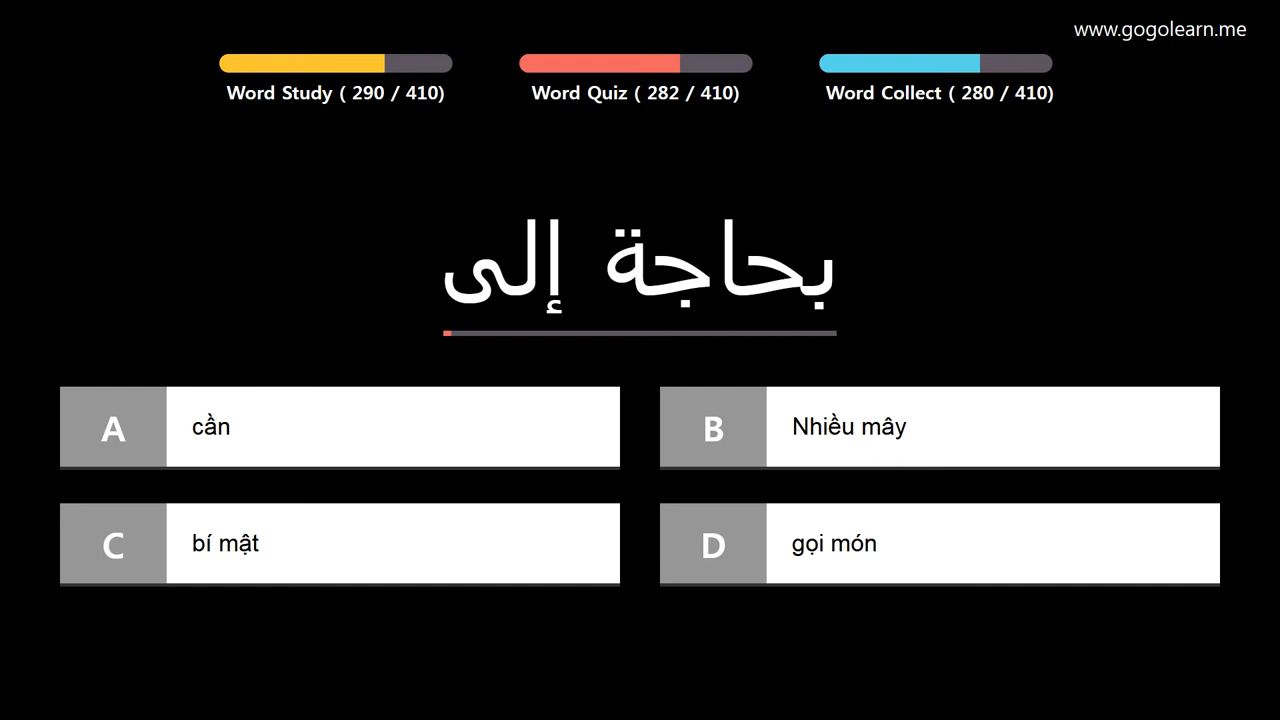 www.gogolearn.me
Word Study ( 290 / 410)
Word Quiz ( 282 / 410)
Word Collect ( 280 / 410)
بحاجة إلى
A
cần
B
Nhiều mây
C
bí mật
D
gọi món